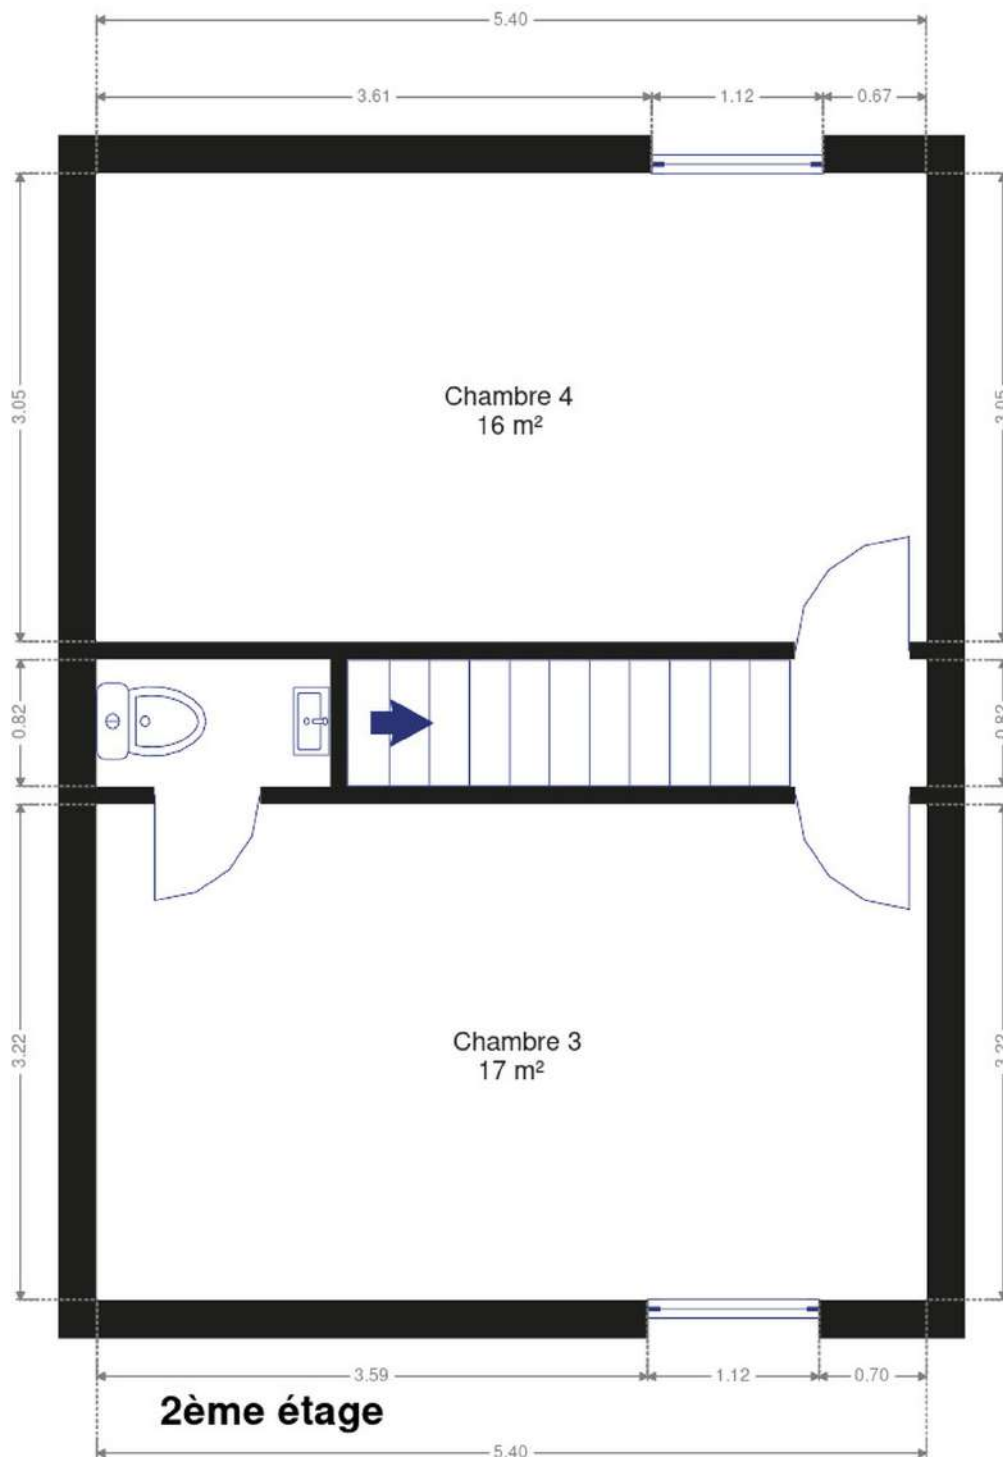 5.40
3.61 1.12 0.67
3.05 3.05
Chambre 4
16 m²
0.82 0.82
3.22 3.22
Chambre 3
17 m²
3.59 1.12 0.70
2ème étage
5.40